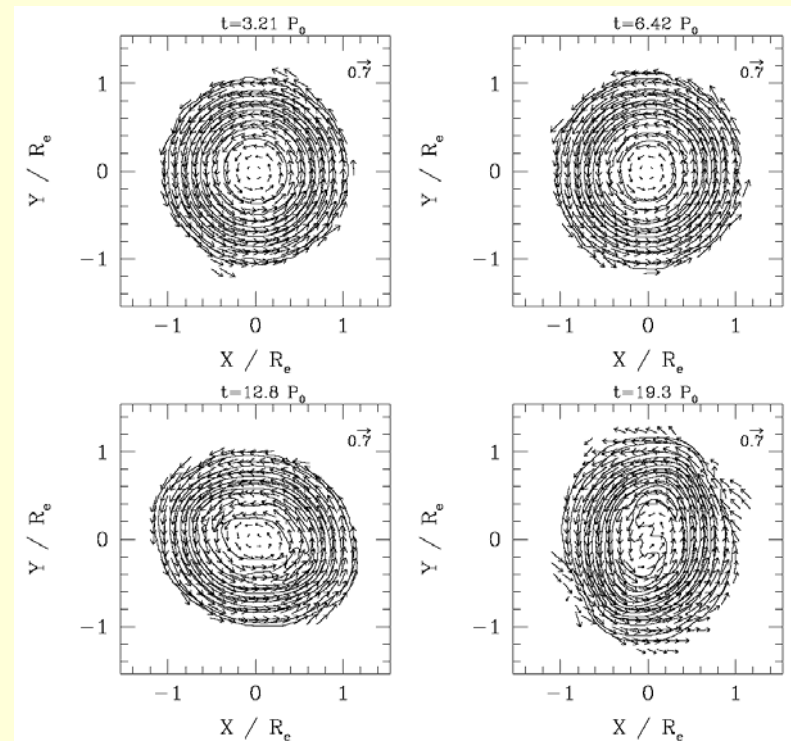 t=3.21 P₀
t=6.42 P₀
0.7
0.7
1
0
−1
Y / Rₑ
1
0
−1
Y / Rₑ
−1 0 1
−1 0 1
X / Rₑ
X / Rₑ
t=12.8 P₀
t=19.3 P₀
0.7
0.7
1
0
−1
Y / Rₑ
1
0
−1
Y / Rₑ
−1 0 1
−1 0 1
X / Rₑ
X / Rₑ